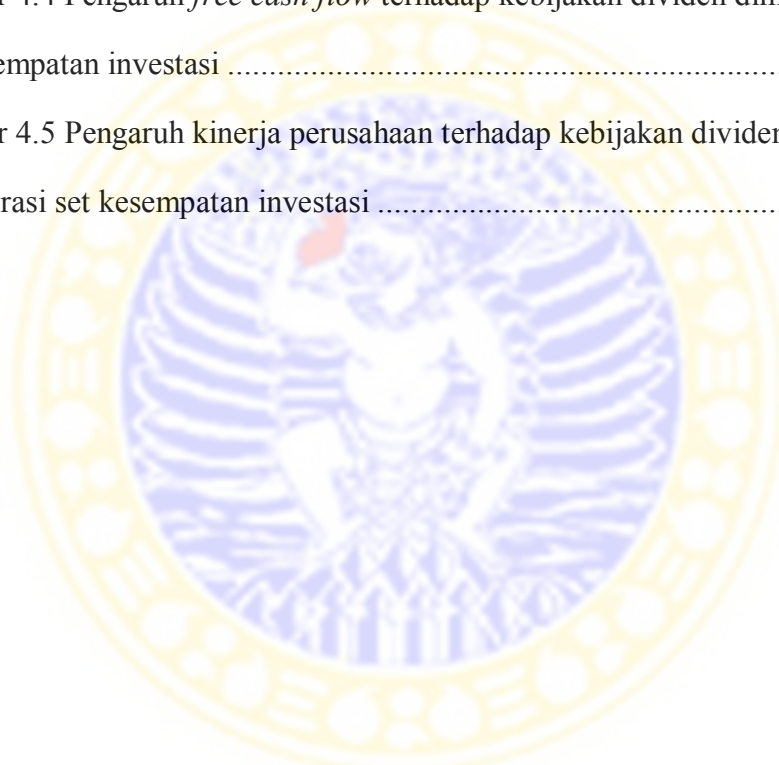 r 4.4 Pengaruh free cash flow terhadap kebijakan dividen
empatan investasi ........................................................
r 4.5 Pengaruh kinerja perusahaan terhadap kebijakan dividen
rasi set kesempatan investasi ........................................